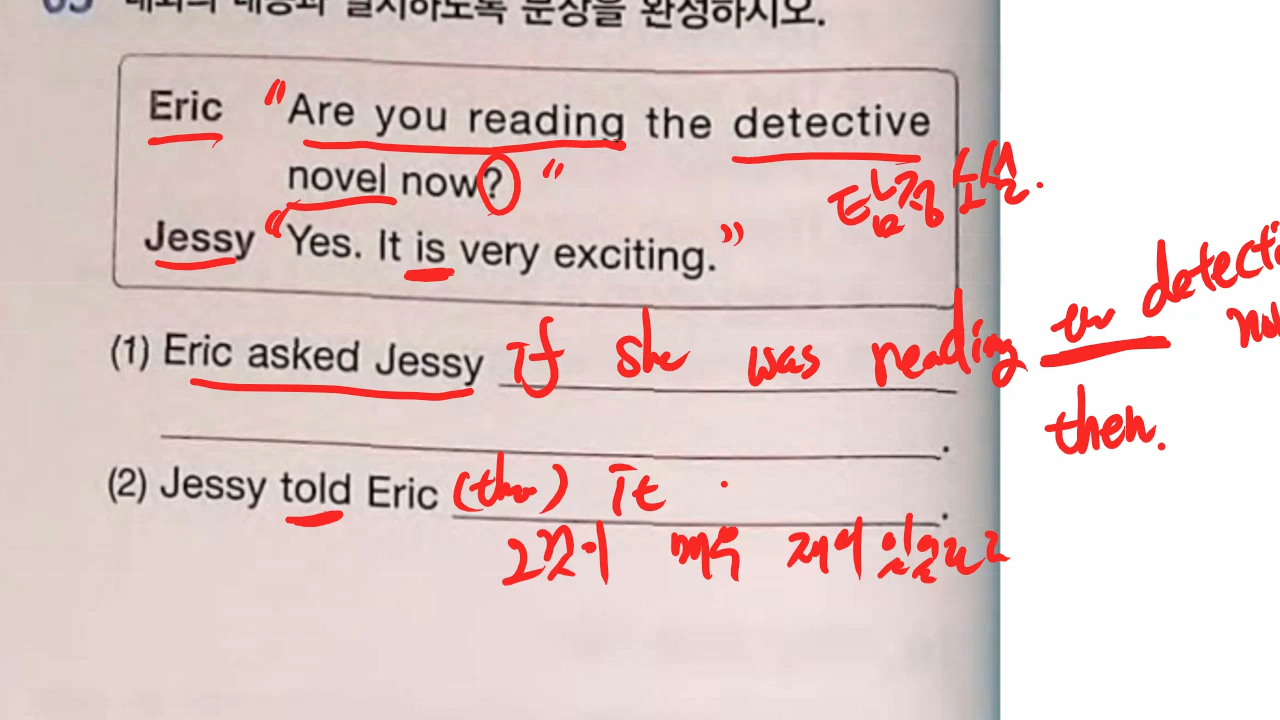 03 대화의 내용과 일치하도록 문장을 완성하시오.
Eric "Are you reading the detective
novel now?"
탐정 소설.
Jessy "Yes. It is very exciting."
(1) Eric asked Jessy if she was reading the detecti
then.
(2) Jessy told Eric (that) It
그것이 매우 재미있었다고